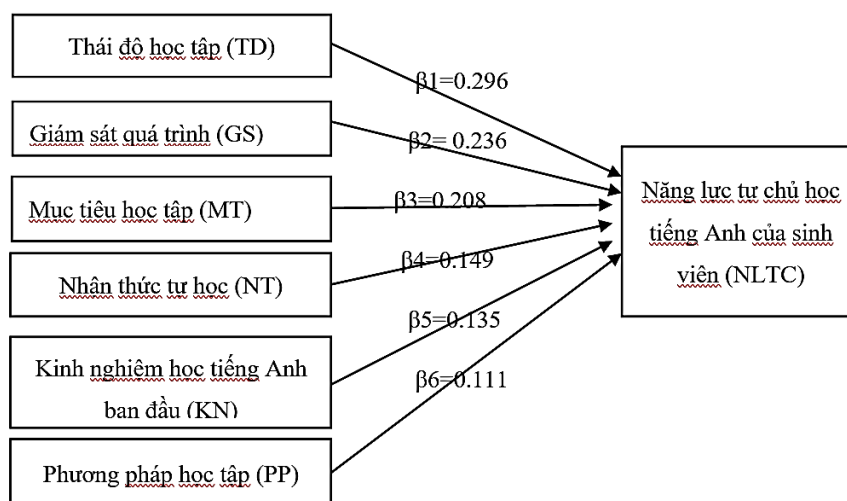 Thái độ học tập (TD)
β1=0.296
Giám sát quá trình (GS)
β2= 0.236
Mục tiêu học tập (MT)
β3=0.208
Nhận thức tự học (NT)
β4=0.149
Kinh nghiệm học tiếng Anh
ban đầu (KN)
β5=0.135
Phương pháp học tập (PP)
β6=0.111
Năng lực tự chủ học
tiếng Anh của sinh
viên (NLTC)